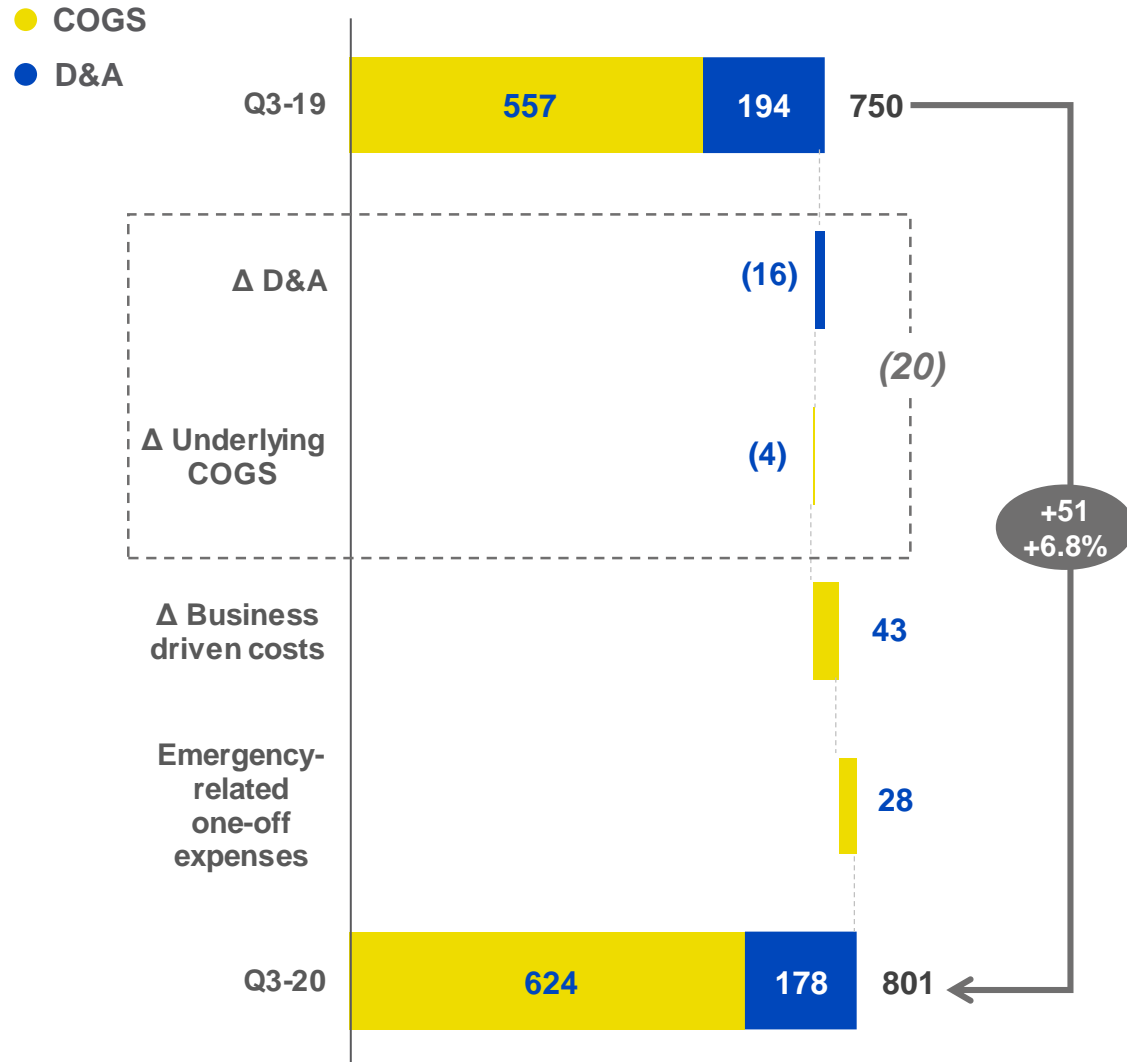 COGS
D&A
Q3-19
557
194
750
Δ D&A
(16)
(20)
Δ Underlying
COGS
(4)
+51
+6.8%
Δ Business
driven costs
43
Emergency-
related
one-off
expenses
28
Q3-20
624
178
801